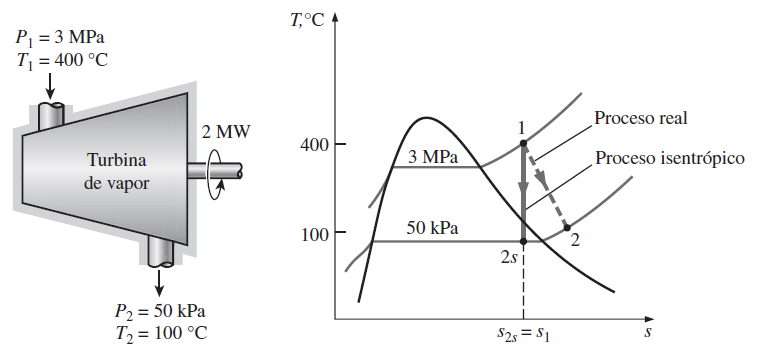 P₁ = 3 MPa
T₁ = 400 °C
Turbina
de vapor
2 MW
P₂ = 50 kPa
T₂ = 100 °C
T,°C
400
100
3 MPa
50 kPa
1
2s
2
Proceso real
Proceso isentrópico
s₂ₛ = s₁
s